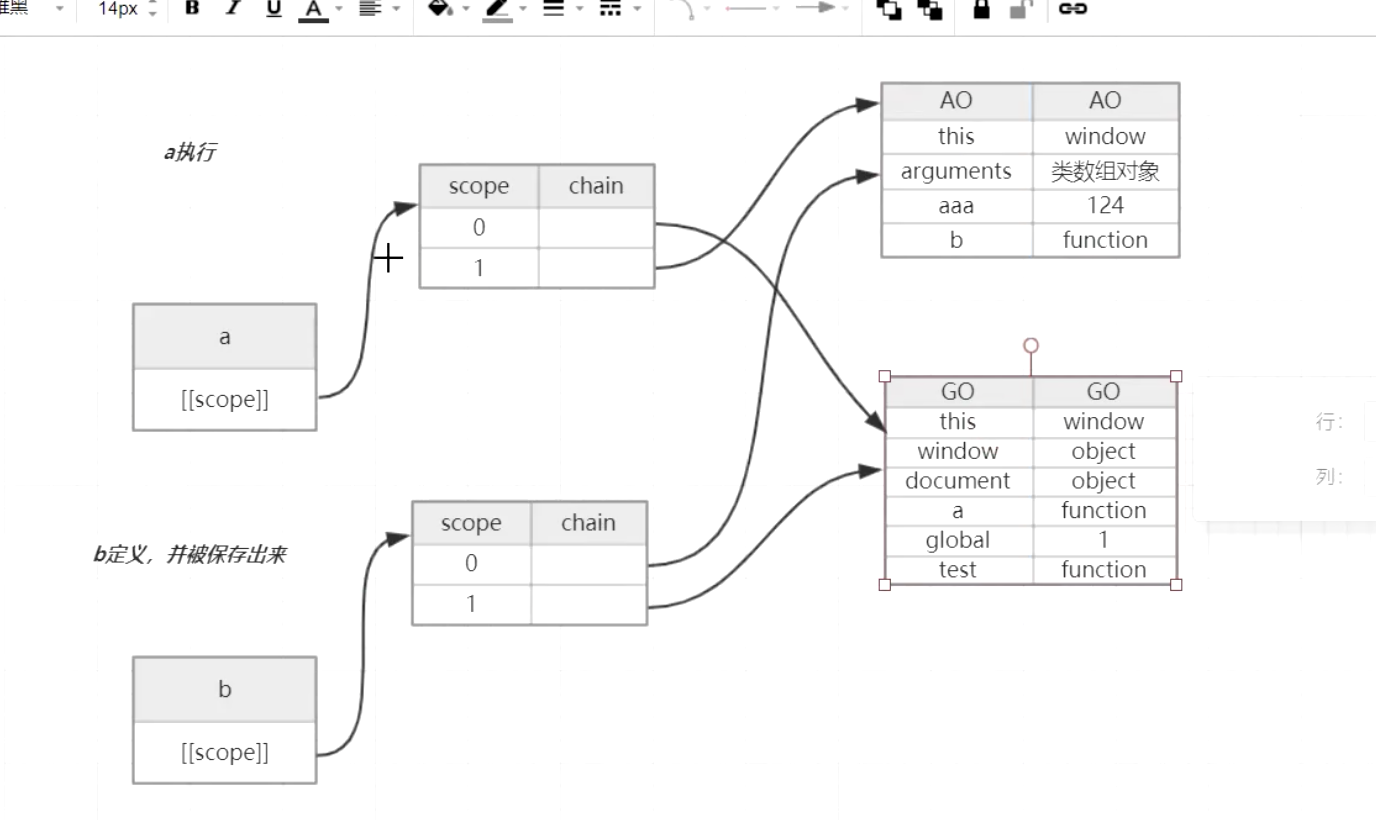 14px
B I U A
AO AO
this window
arguments 类数组对象
aaa 124
b function
a执行
scope chain
0
1
a
[[scope]]
GO GO
this window
window object
document object
a function
global 1
test function
行:
列:
scope chain
0
1
b定义，并被保存出来
b
[[scope]]